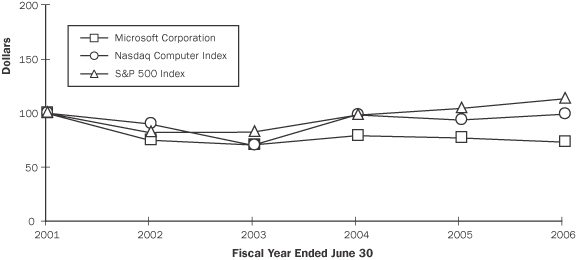 Dollars
200
150
100
50
0
Microsoft Corporation
Nasdaq Computer Index
S&P 500 Index
2001 2002 2003 2004 2005 2006
Fiscal Year Ended June 30